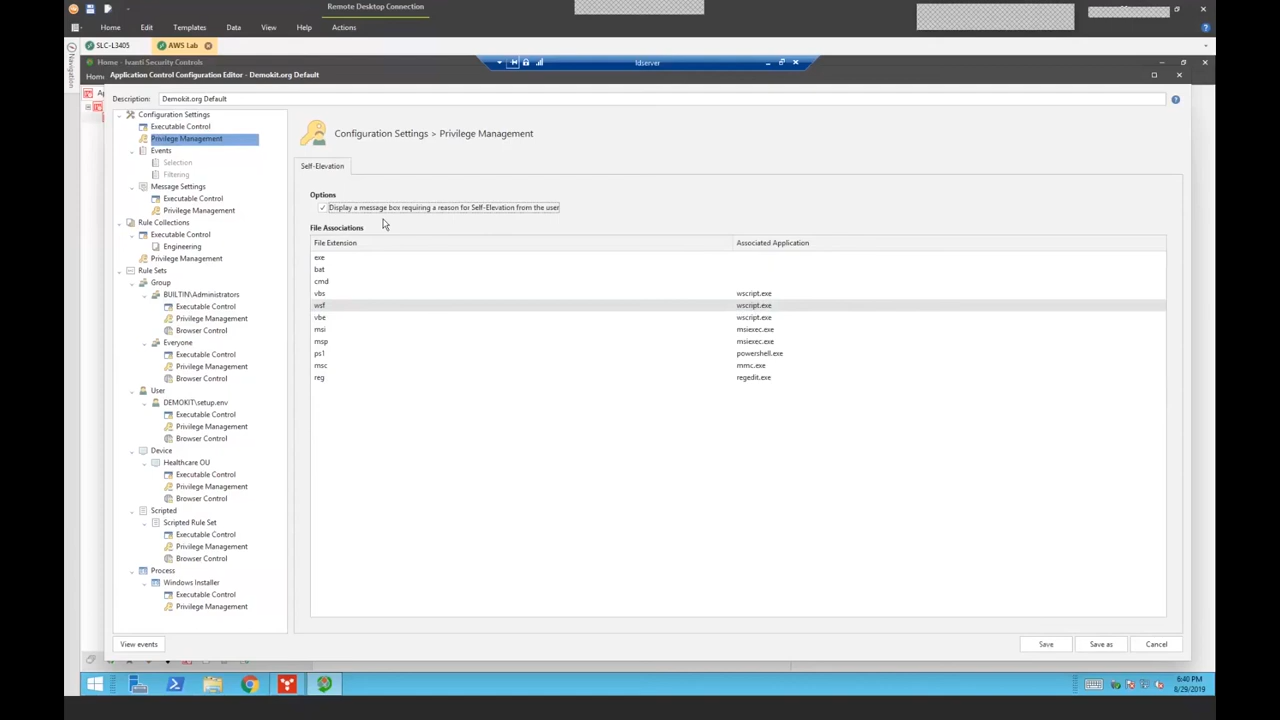 Remote Desktop Connection
Home Edit Templates Data View Help Actions
SLC-L3405 AWS Lab
Navigation
Home - Ivanti Security Controls
ldserver
Hom
Application Control Configuration Editor - Demokit.org Default
Ap
Description: Demokit.org Default
Configuration Settings
Executable Control
Privilege Management
Events
Selection
Filtering
Message Settings
Executable Control
Privilege Management
Rule Collections
Executable Control
Engineering
Privilege Management
Rule Sets
Group
BUILTIN\Administrators
Executable Control
Privilege Management
Browser Control
Everyone
Executable Control
Privilege Management
Browser Control
User
DEMOKIT\setup.env
Executable Control
Privilege Management
Browser Control
Device
Healthcare OU
Executable Control
Privilege Management
Browser Control
Scripted
Scripted Rule Set
Executable Control
Privilege Management
Browser Control
Process
Windows Installer
Executable Control
Privilege Management
Configuration Settings > Privilege Management
Self-Elevation
Options
Display a message box requiring a reason for Self-Elevation from the user
File Associations
File Extension Associated Application
exe
bat
cmd
vbs wscript.exe
wsf wscript.exe
vbe wscript.exe
msi msiexec.exe
msp msiexec.exe
ps1 powershell.exe
msc mmc.exe
reg regedit.exe
View events Save Save as Cancel
6:40 PM
8/29/2019